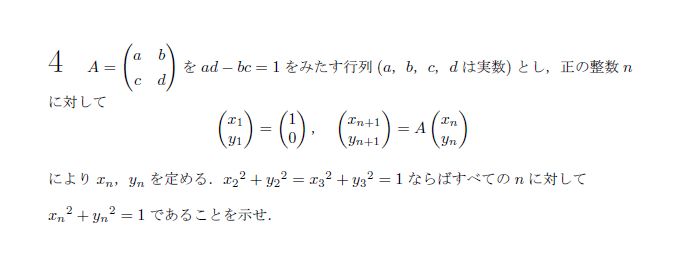 4 A = \begin{pmatrix} a & b \\ c & d \end{pmatrix} を ad − bc = 1 をみたす行列 (a, b, c, d は実数) とし，正の整数 n
に対して
\begin{pmatrix} x_1 \\ y_1 \end{pmatrix} = \begin{pmatrix} 1 \\ 0 \end{pmatrix}, \begin{pmatrix} x_{n+1} \\ y_{n+1} \end{pmatrix} = A \begin{pmatrix} x_n \\ y_n \end{pmatrix}
により x_n，y_n を定める．x_2^2 + y_2^2 = x_3^2 + y_3^2 = 1 ならばすべての n に対して
x_n^2 + y_n^2 = 1 であることを示せ．